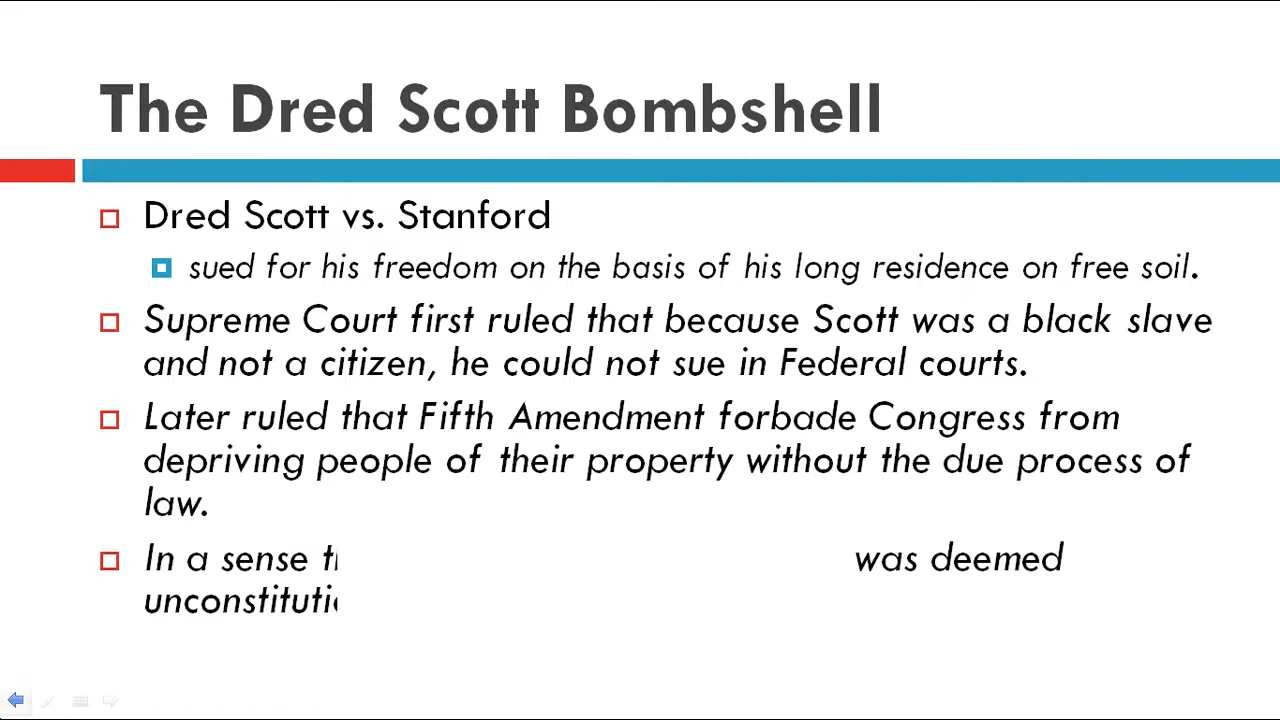 The Dred Scott Bombshell
Dred Scott vs. Stanford
sued for his freedom on the basis of his long residence on free soil.
Supreme Court first ruled that because Scott was a black slave
and not a citizen, he could not sue in Federal courts.
Later ruled that Fifth Amendment forbade Congress from
depriving people of their property without the due process of
law.
In a sense was deemed